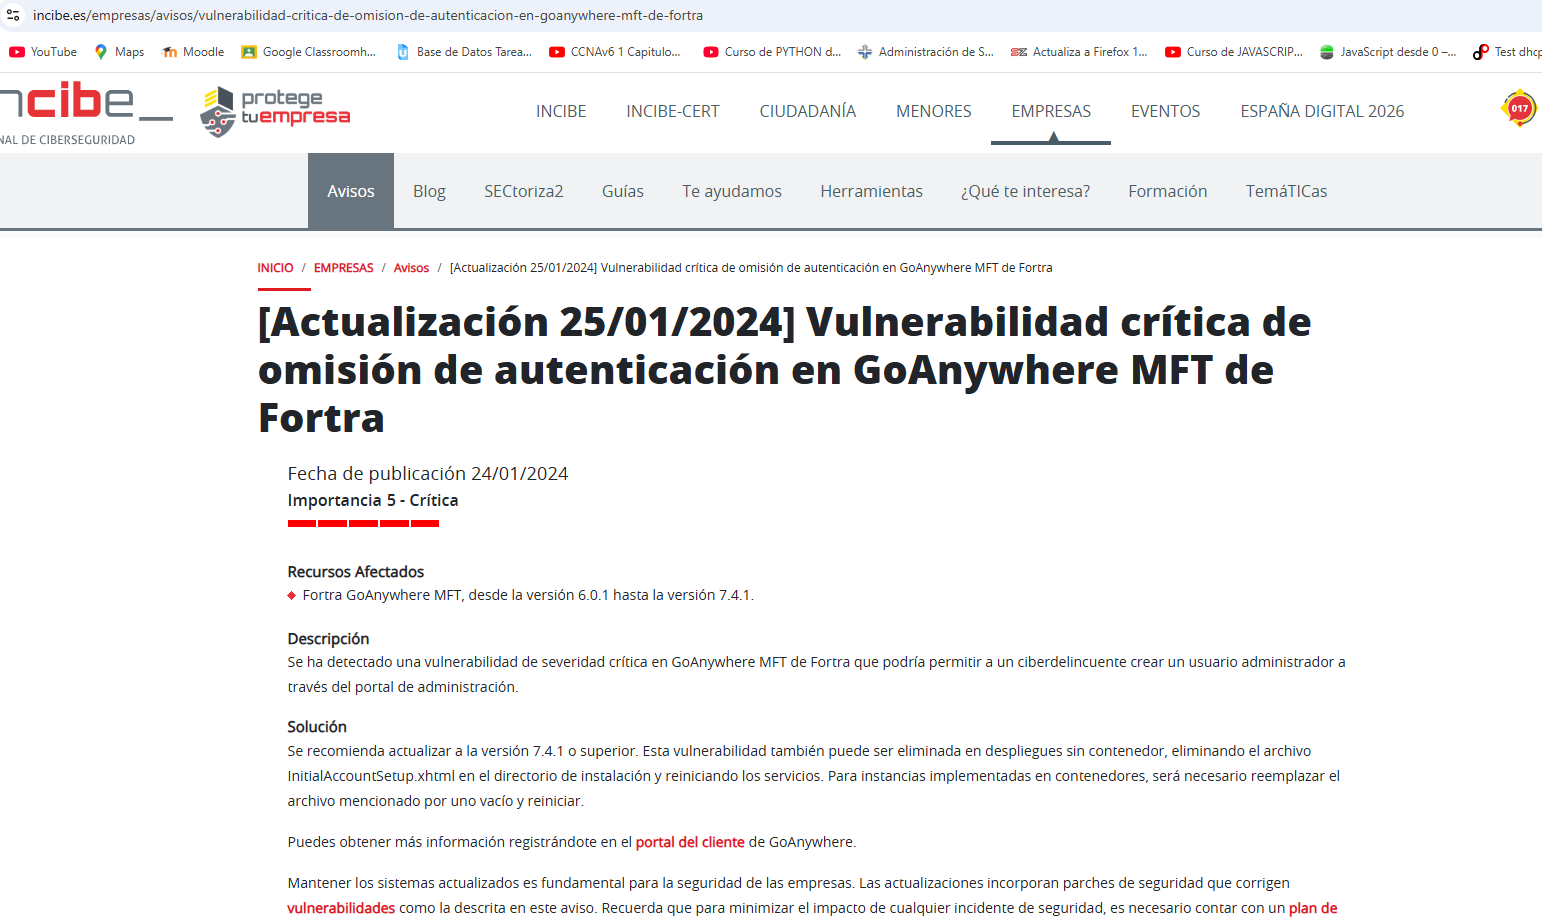 incibe.es/empresas/avisos/vulnerabilidad-critica-de-omision-de-autenticacion-en-goanywhere-mft-de-fortra
YouTube Maps Moodle Google Classroomh... Base de Datos Tarea... CCNAv6 1 Capitulo... Curso de PYTHON d... Administración de S... Actualiza a Firefox 1... Curso de JAVASCRIP... JavaScript desde 0 –... Test dhcp
ncibe_
NAL DE CIBERSEGURIDAD
protege
tuempresa
INCIBE INCIBE-CERT CIUDADANÍA MENORES EMPRESAS EVENTOS ESPAÑA DIGITAL 2026
017
Avisos Blog SECtoriza2 Guías Te ayudamos Herramientas ¿Qué te interesa? Formación TemáTICas
INICIO / EMPRESAS / Avisos / [Actualización 25/01/2024] Vulnerabilidad crítica de omisión de autenticación en GoAnywhere MFT de Fortra
[Actualización 25/01/2024] Vulnerabilidad crítica de
omisión de autenticación en GoAnywhere MFT de
Fortra
Fecha de publicación 24/01/2024
Importancia 5 - Crítica
Recursos Afectados
Fortra GoAnywhere MFT, desde la versión 6.0.1 hasta la versión 7.4.1.
Descripción
Se ha detectado una vulnerabilidad de severidad crítica en GoAnywhere MFT de Fortra que podría permitir a un ciberdelincuente crear un usuario administrador a
través del portal de administración.
Solución
Se recomienda actualizar a la versión 7.4.1 o superior. Esta vulnerabilidad también puede ser eliminada en despliegues sin contenedor, eliminando el archivo
InitialAccountSetup.xhtml en el directorio de instalación y reiniciando los servicios. Para instancias implementadas en contenedores, será necesario reemplazar el
archivo mencionado por uno vacío y reiniciar.
Puedes obtener más información registrándote en el portal del cliente de GoAnywhere.
Mantener los sistemas actualizados es fundamental para la seguridad de las empresas. Las actualizaciones incorporan parches de seguridad que corrigen
vulnerabilidades como la descrita en este aviso. Recuerda que para minimizar el impacto de cualquier incidente de seguridad, es necesario contar con un plan de